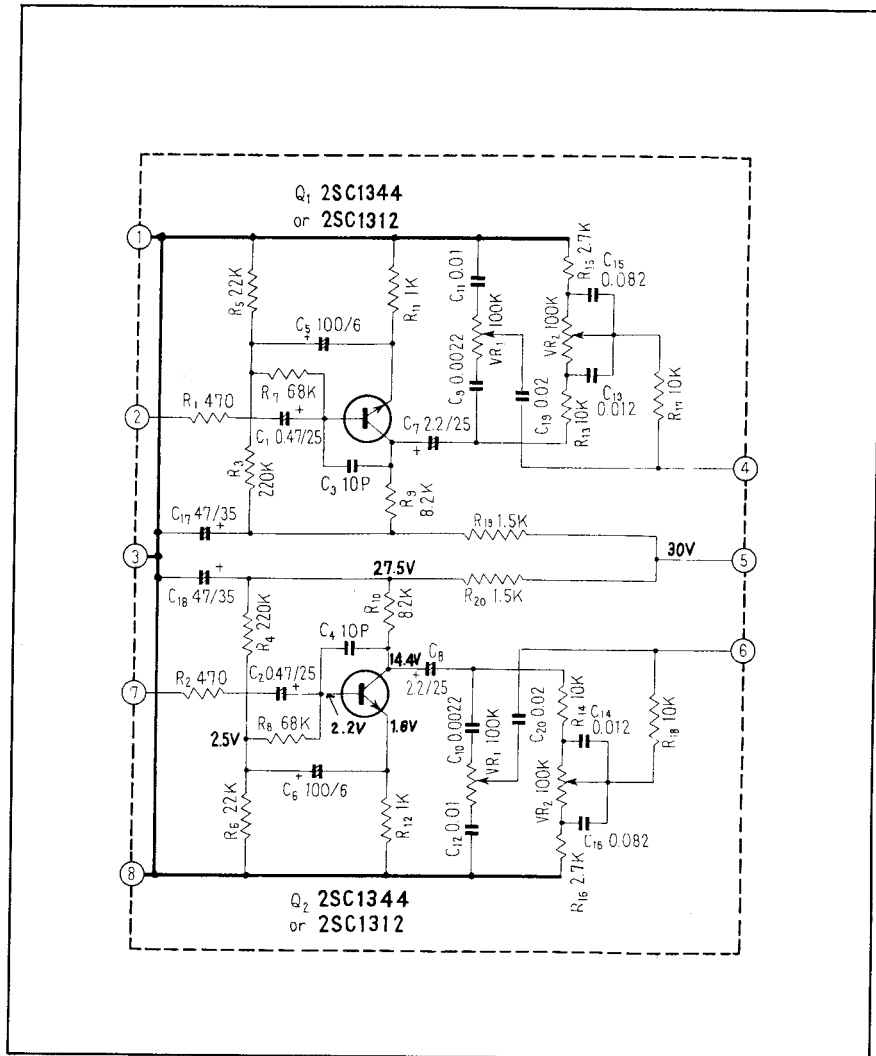 Q₁ 2SC1344
or 2SC1312
1
R₅ 22K
R₁₁ 1K
C₁₁ 0.01
R₁₅ 2.7K
C₁₅
0.082
C₅ 100/6
+
VR₁ 100K
VR₂ 100K
R₇ 68K
C₉ 0.0022
C₁₃
0.012
C₁₉ 0.02
R₁₃ 10K
R₁₇ 10K
2
R₁ 470
+
C₁ 0.47/25
C₇ 2.2/25
+
R₃
220K
C₃ 10P
R₉
8.2K
4
C₁₇ 47/35
+
R₁₉ 1.5K
3
30V
5
27.5V
+
C₁₈ 47/35
R₂₀ 1.5K
R₄ 220K
R₁₀
8.2K
C₄ 10P
6
14.4V
C₈
+
2.2/25
7
R₂ 470
C₂ 0.47/25
+
2.2V
1.6V
R₈ 68K
2.5V
C₁₀ 0.0022
VR₁ 100K
C₂₀ 0.02
R₁₄ 10K
C₁₄
0.012
R₁₈ 10K
+
C₆ 100/6
VR₂ 100K
R₆ 22K
R₁₂ 1K
C₁₂ 0.01
C₁₆ 0.082
R₁₆ 2.7K
8
Q₂ 2SC1344
or 2SC1312